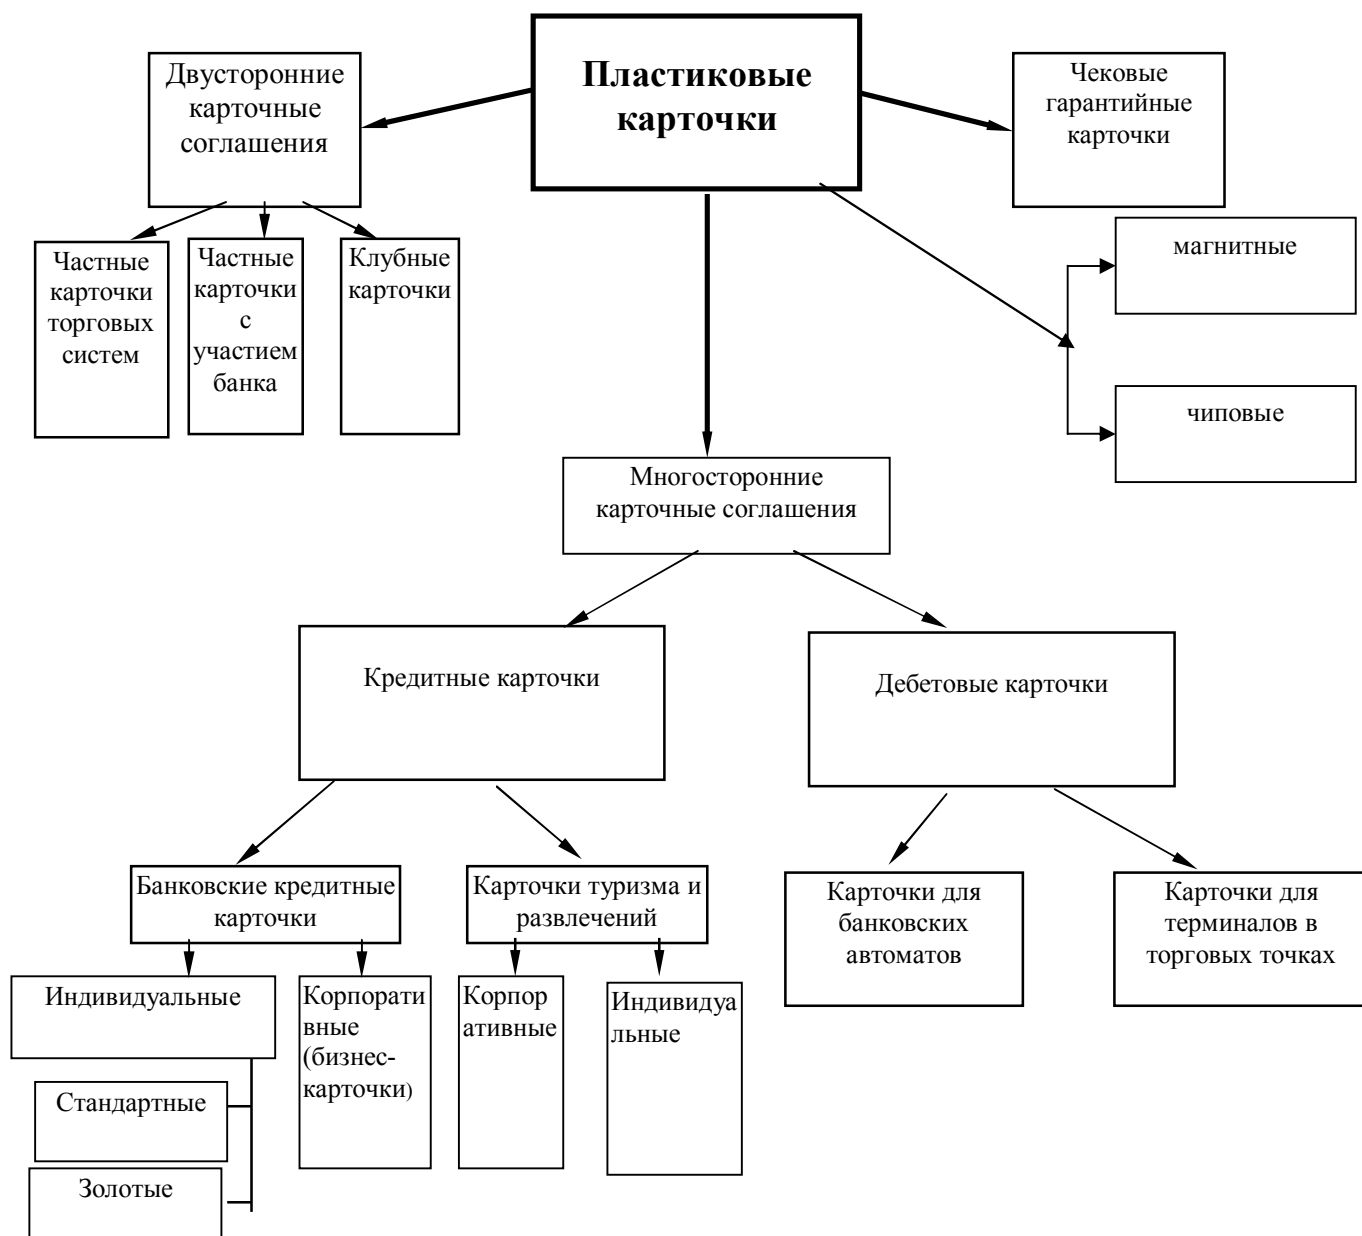 Пластиковые
карточки
Двусторонние
карточные
соглашения
Чековые
гарантийные
карточки
Частные
карточки
торговых
систем
Частные
карточки
с
участием
банка
Клубные
карточки
магнитные
чиповые
Многосторонние
карточные соглашения
Кредитные карточки
Дебетовые карточки
Банковские кредитные
карточки
Карточки туризма и
развлечений
Карточки для
банковских
автоматов
Карточки для
терминалов в
торговых точках
Индивидуальные
Корпорати
вные
(бизнес-
карточки)
Корпор
ативные
Индивидуа
льные
Стандартные
Золотые